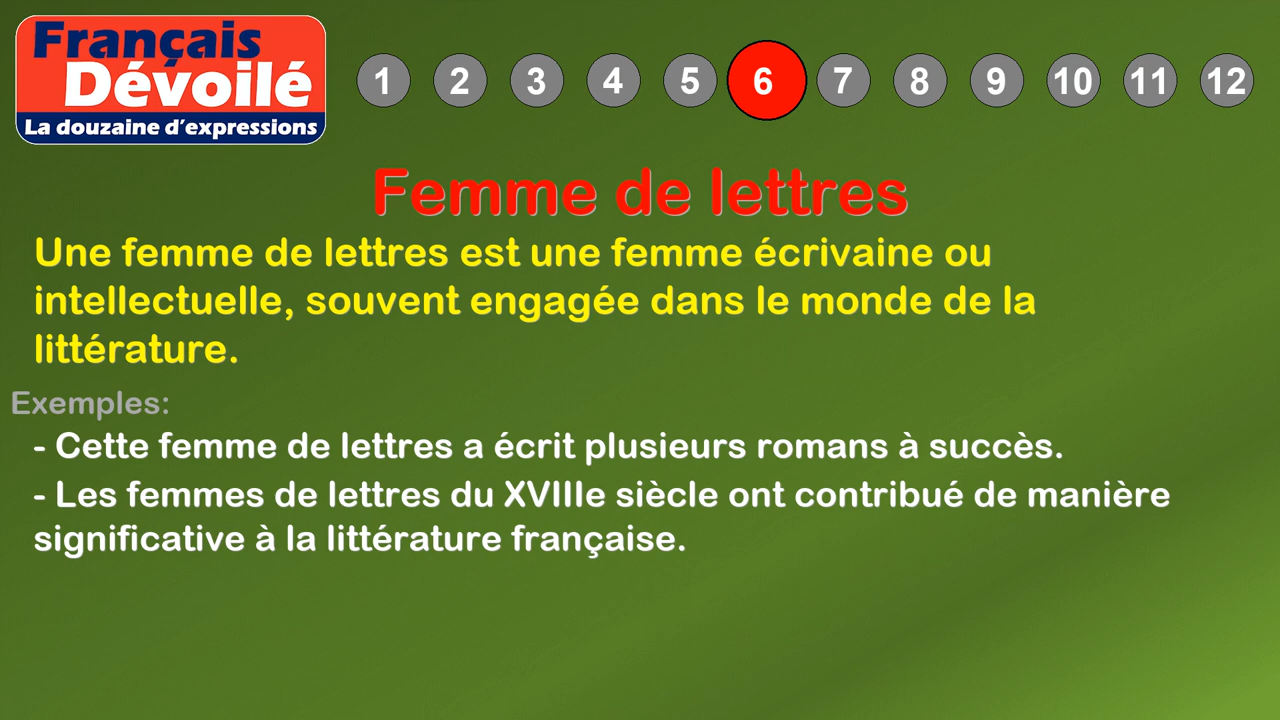 Français
Dévoilé
La douzaine d'expressions
1 2 3 4 5 6 7 8 9 10 11 12
Femme de lettres
Une femme de lettres est une femme écrivaine ou
intellectuelle, souvent engagée dans le monde de la
littérature.
Exemples:
- Cette femme de lettres a écrit plusieurs romans à succès.
- Les femmes de lettres du XVIIIe siècle ont contribué de manière
significative à la littérature française.